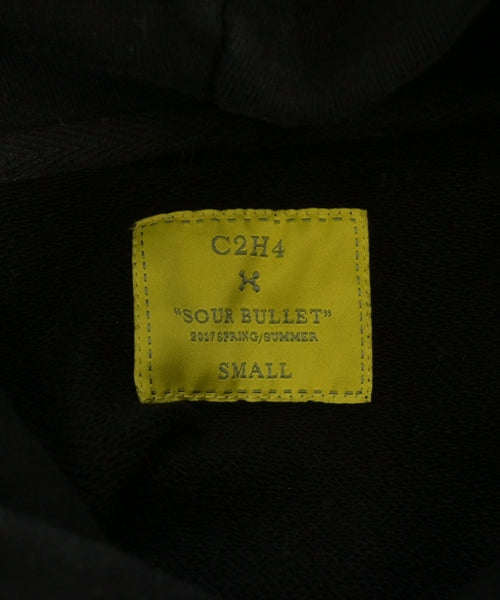 C2H4
"SOUR BULLET"
2017 SPRING/SUMMER
SMALL